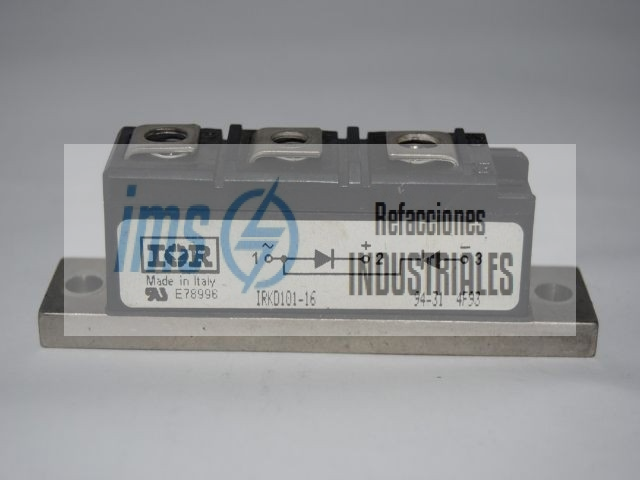 ims
Refacciones
INDUSTRIALES
IOR
Made in Italy
E78996
1 ~ + 2 - 3
IRKD101-16
94-31 4F93